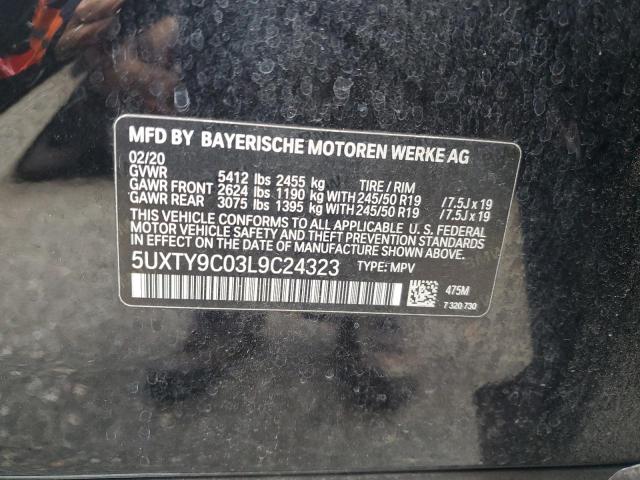 MFD BY BAYERISCHE MOTOREN WERKE AG
02/20
GVWR 5412 lbs 2455 kg TIRE / RIM
GAWR FRONT 2624 lbs 1190 kg WITH 245/50 R19 / 7.5J x 19
GAWR REAR 3075 lbs 1395 kg WITH 245/50 R19 / 7.5J x 19
THIS VEHICLE CONFORMS TO ALL APPLICABLE U. S. FEDERAL
MOTOR VEHICLE SAFETY AND THEFT PREVENTION STANDARDS
IN EFFECT ON THE DATE OF MANUFACTURE SHOWN ABOVE.
5UXTY9C03L9C24323 TYPE: MPV
475M
7 320 730